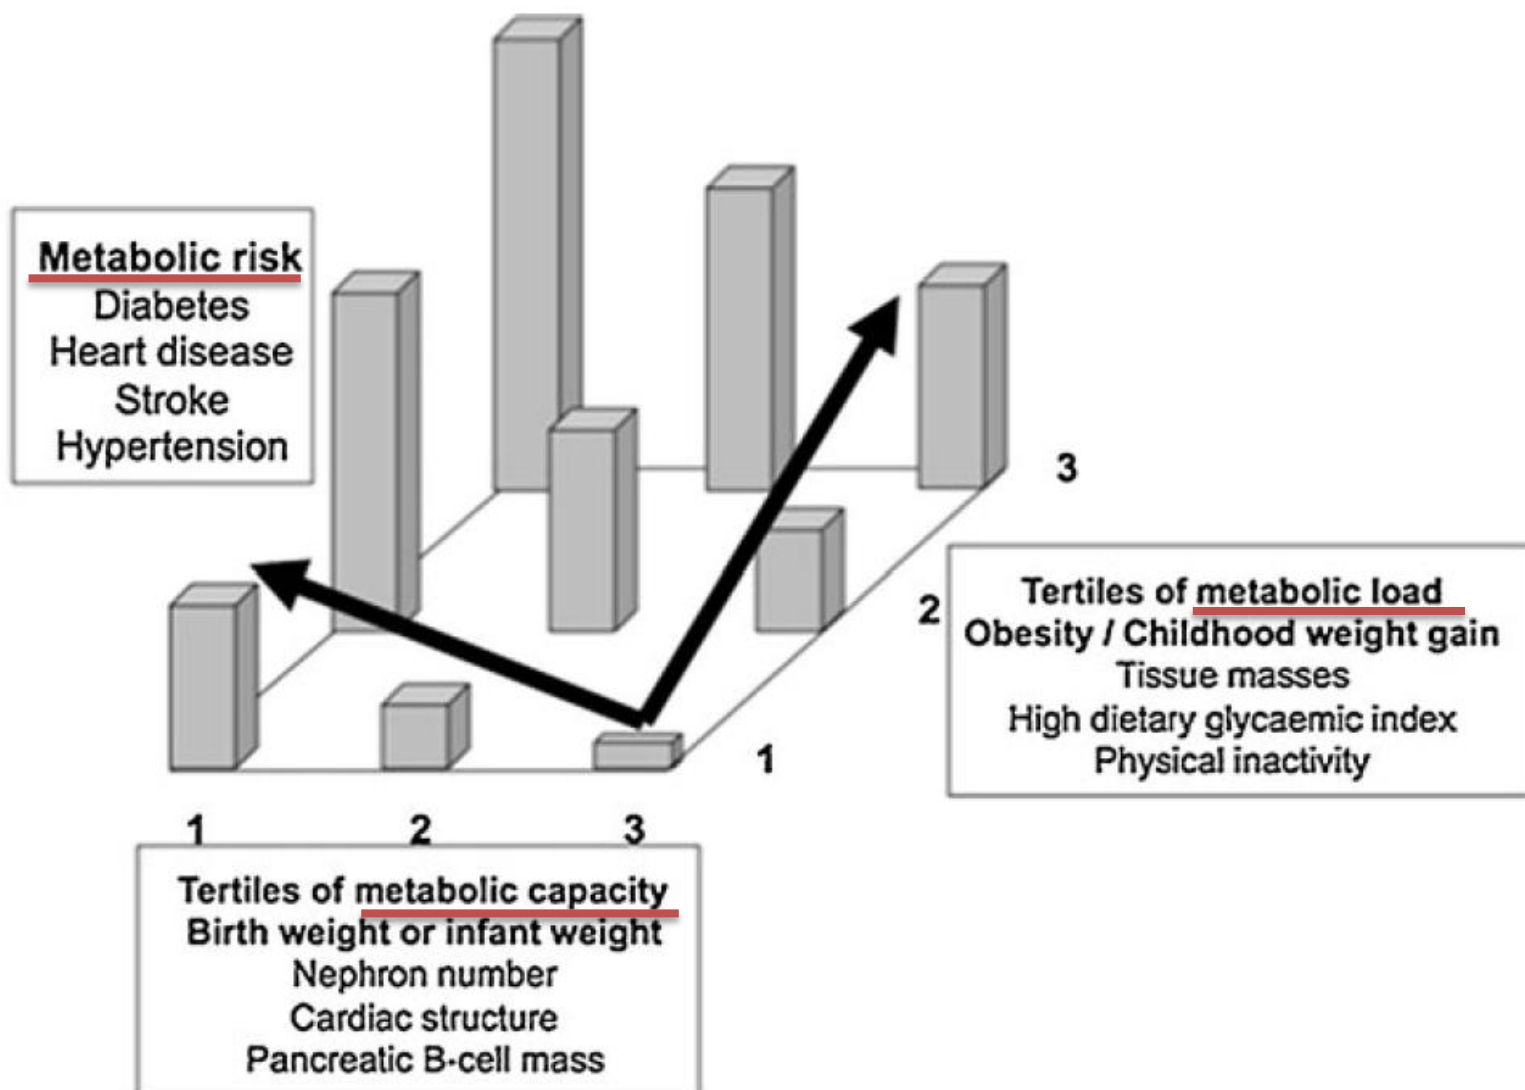 Metabolic risk
Diabetes
Heart disease
Stroke
Hypertension
3
2
1
Tertiles of metabolic load
Obesity / Childhood weight gain
Tissue masses
High dietary glycaemic index
Physical inactivity
1 2 3
Tertiles of metabolic capacity
Birth weight or infant weight
Nephron number
Cardiac structure
Pancreatic B-cell mass